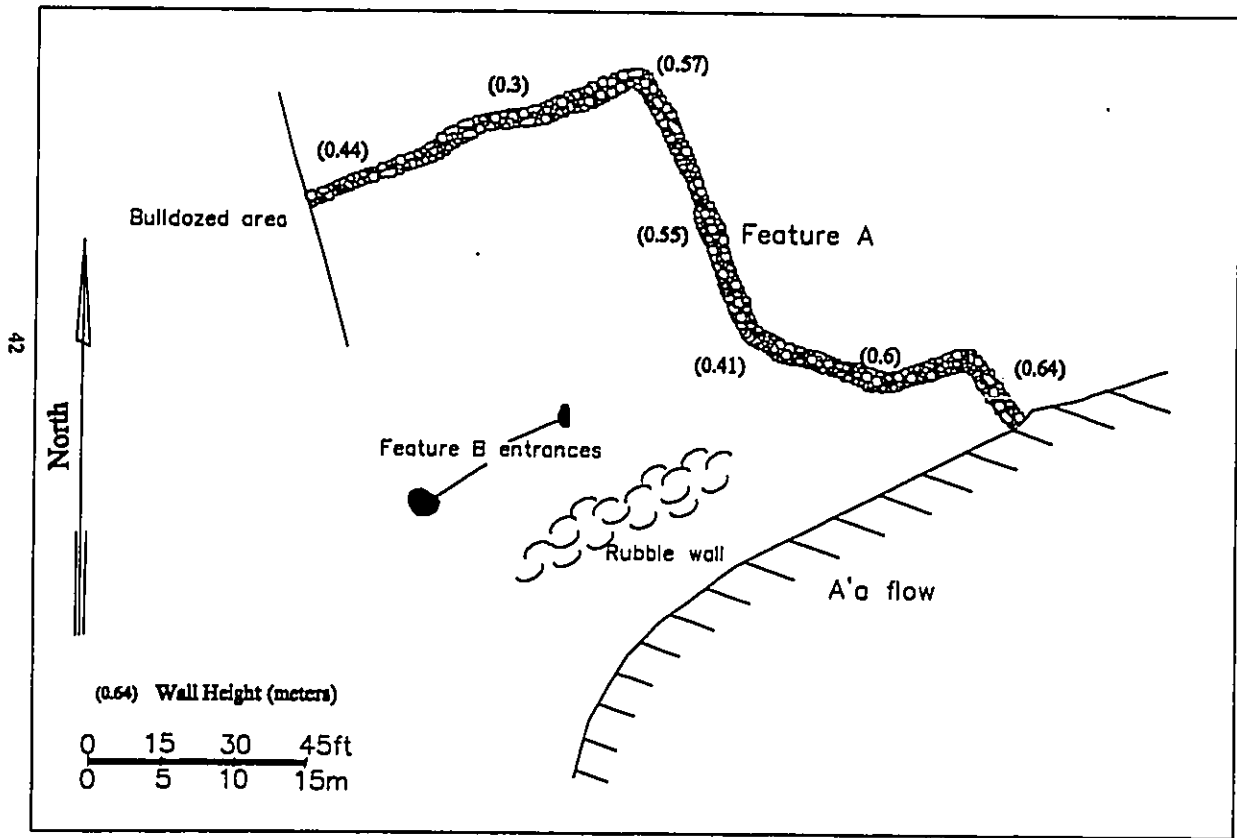 (0.57)
(0.3)
(0.44)
Bulldozed area
(0.55)
Feature A
(0.41)
(0.6)
(0.64)
42
North
Feature B entrances
Rubble wall
A'a flow
(0.64) Wall Height (meters)
0 15 30 45ft
0 5 10 15m